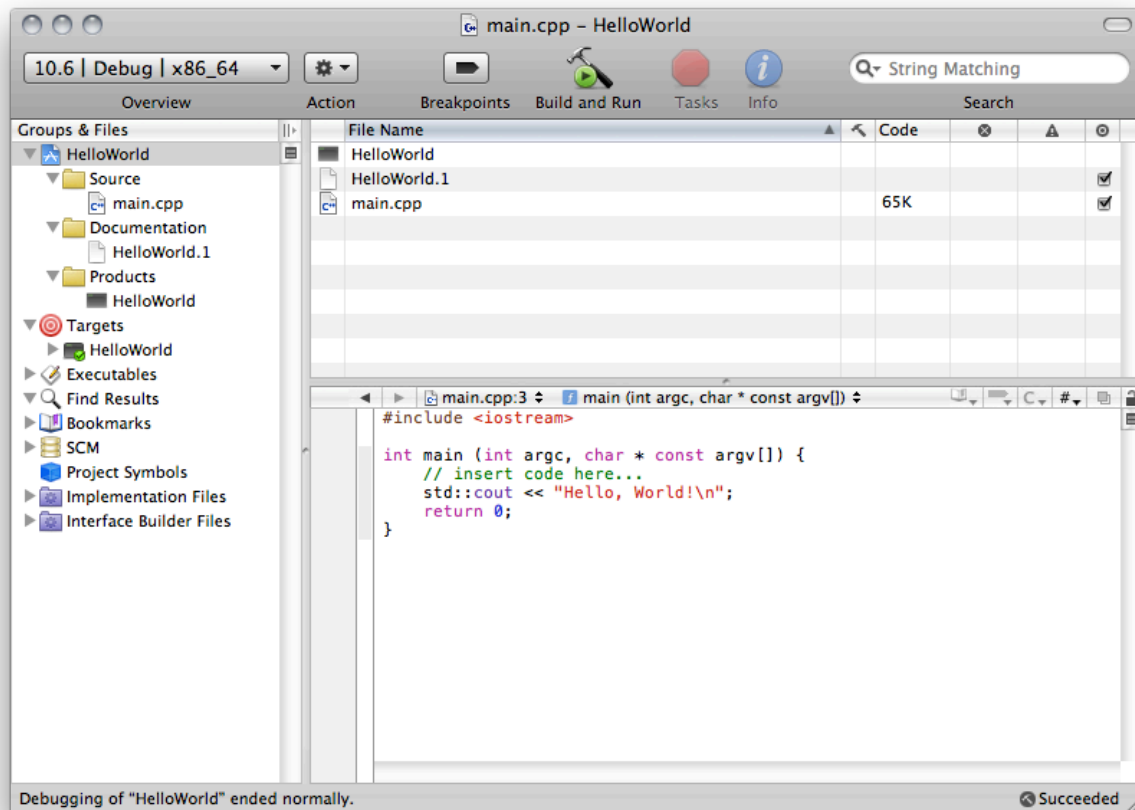 main.cpp – HelloWorld
10.6 | Debug | x86_64
String Matching
Overview
Action
Breakpoints
Build and Run
Tasks
Info
Search
Groups & Files
HelloWorld
Source
main.cpp
Documentation
HelloWorld.1
Products
HelloWorld
Targets
HelloWorld
Executables
Find Results
Bookmarks
SCM
Project Symbols
Implementation Files
Interface Builder Files
File Name Code
HelloWorld
HelloWorld.1
main.cpp 65K
main.cpp:3 main (int argc, char * const argv[]) C #
#include <iostream>
int main (int argc, char * const argv[]) {
// insert code here...
std::cout << "Hello, World!\n";
return 0;
}
Debugging of “HelloWorld” ended normally.
Succeeded